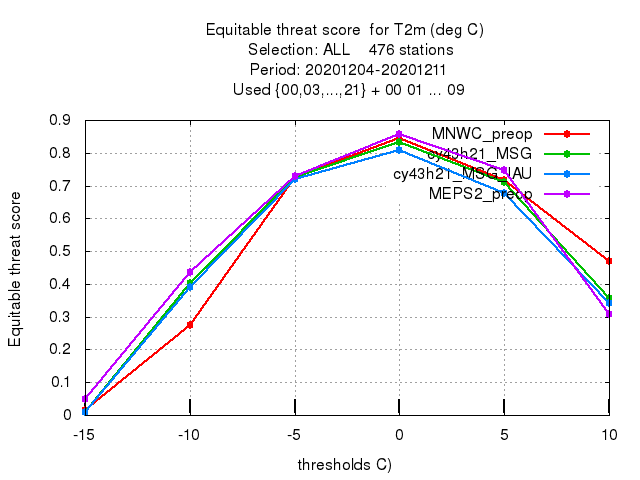 Equitable threat score  for T2m (deg C)
Selection: ALL    476 stations
Period: 20201204-20201211
Used {00,03,...,21} + 00 01 ... 09
MNWC_preop
cy43h21_MSG
cy43h21_MSG_IAU
MEPS2_preop
Equitable threat score
0.9
0.8
0.7
0.6
0.5
0.4
0.3
0.2
0.1
0
-15 -10 -5 0 5 10
thresholds C)